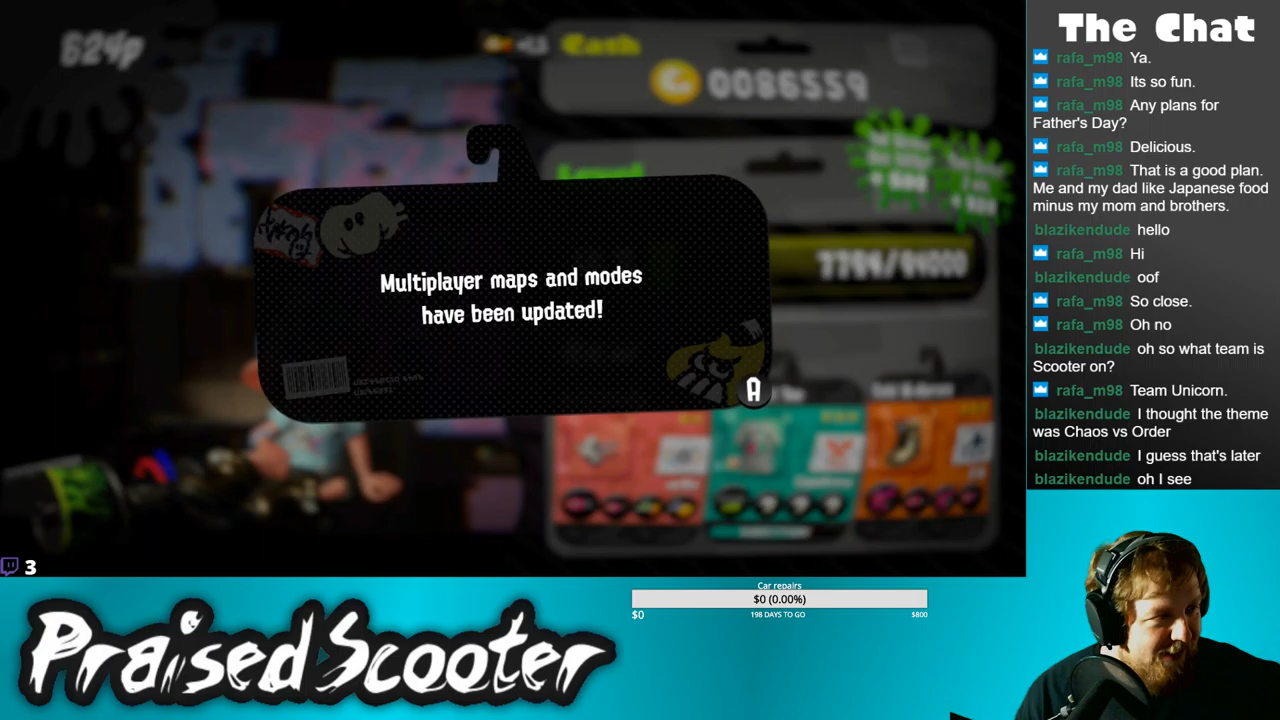 624p
Cash
0086559
Level
7794/84000
Multiplayer maps and modes
have been updated!
A
The Chat
rafa_m98 Ya.
rafa_m98 Its so fun.
rafa_m98 Any plans for
Father's Day?
rafa_m98 Delicious.
rafa_m98 That is a good plan.
Me and my dad like Japanese food
minus my mom and brothers.
blazikendude hello
rafa_m98 Hi
blazikendude oof
rafa_m98 So close.
rafa_m98 Oh no
blazikendude oh so what team is
Scooter on?
rafa_m98 Team Unicorn.
blazikendude I thought the theme
was Chaos vs Order
blazikendude I guess that's later
blazikendude oh I see
3
Car repairs
$0 (0.00%)
$0 198 DAYS TO GO $800
PraisedScooter